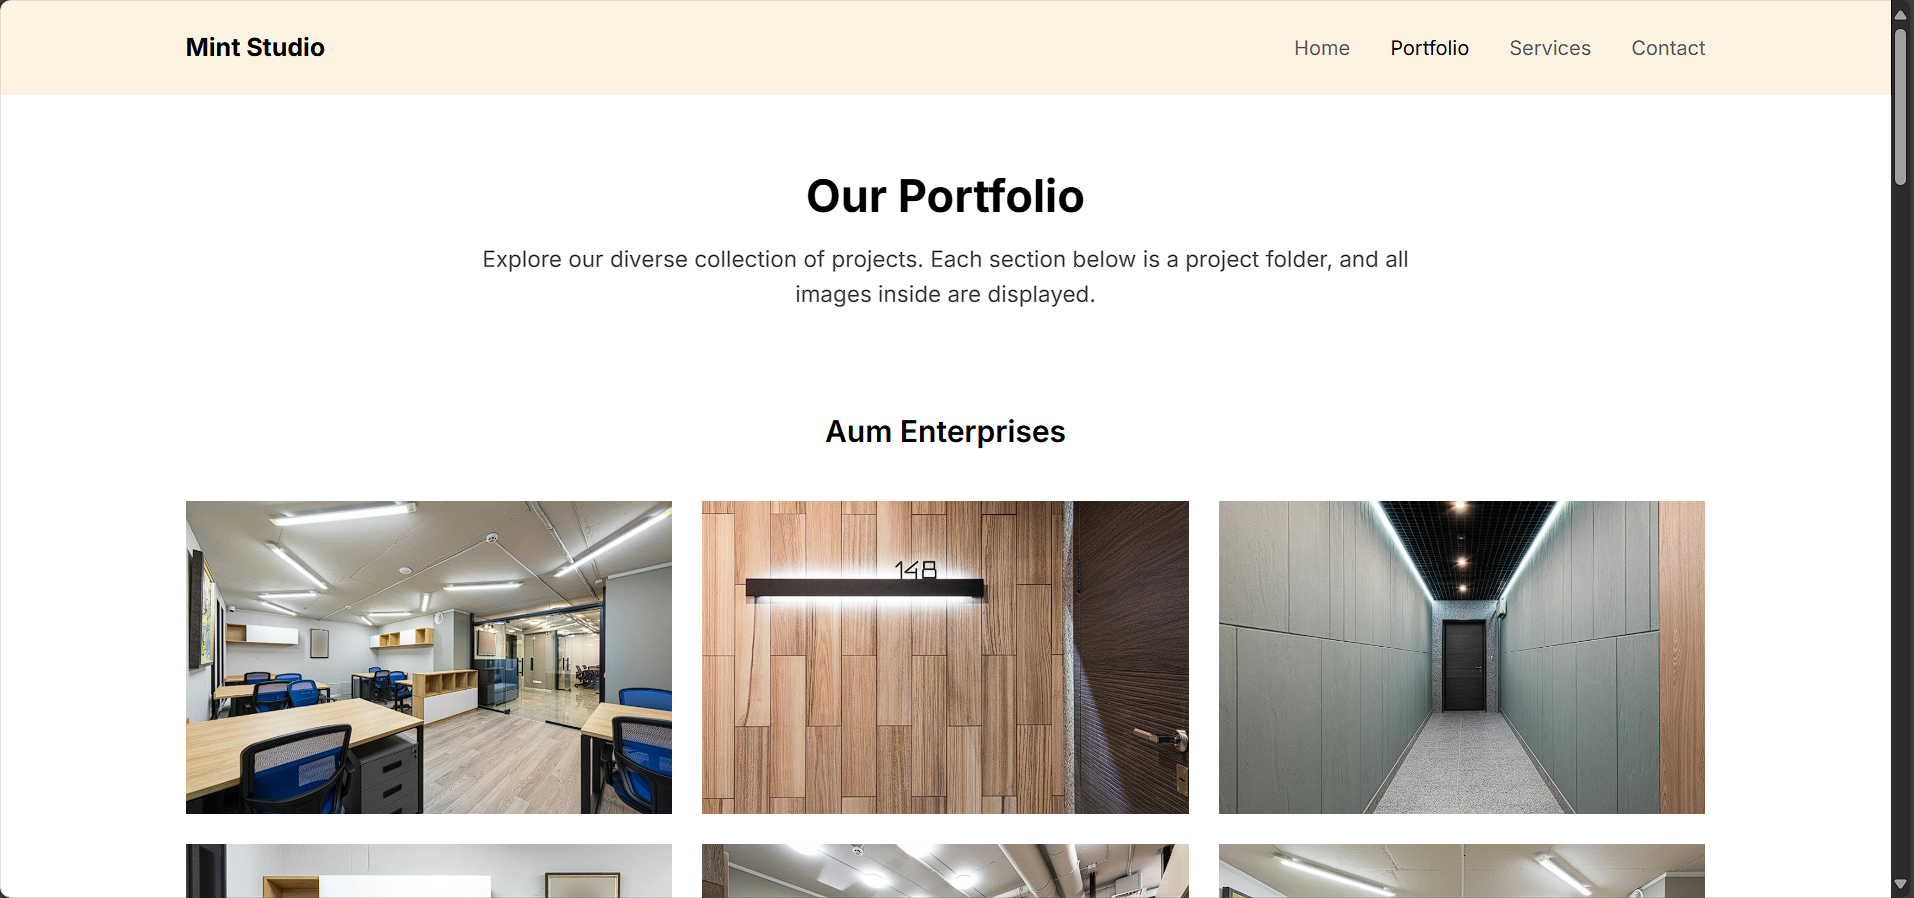 Mint Studio
Home Portfolio Services Contact
Our Portfolio
Explore our diverse collection of projects. Each section below is a project folder, and all
images inside are displayed.
Aum Enterprises
148